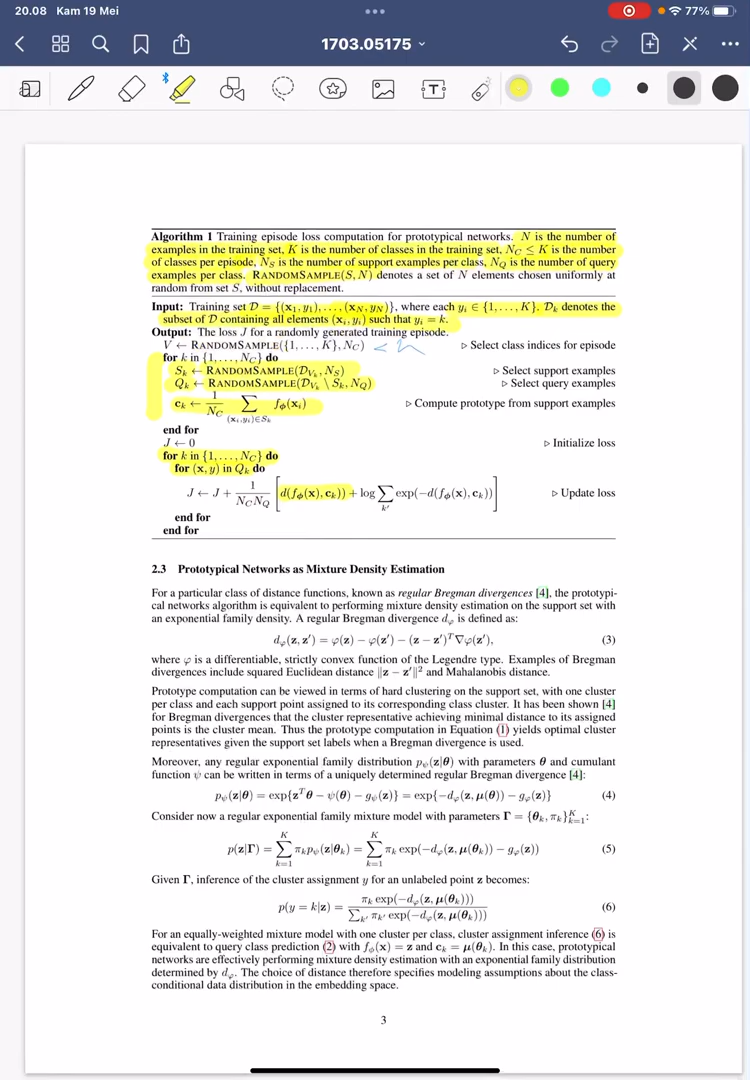 20.08 Kam 19 Mei
77%
1703.05175
T
Algorithm 1 Training episode loss computation for prototypical networks. N is the number of
examples in the training set, K is the number of classes in the training set, N_C ≤ K is the number
of classes per episode, N_S is the number of support examples per class, N_Q is the number of query
examples per class. RANDOMSAMPLE(S, N) denotes a set of N elements chosen uniformly at
random from set S, without replacement.
Input: Training set D = {(x₁, y₁), . . . , (x_N, y_N)}, where each y_i ∈ {1, . . . , K}. D_k denotes the
subset of D containing all elements (x_i, y_i) such that y_i = k.
Output: The loss J for a randomly generated training episode.
V ← RANDOMSAMPLE({1, . . . , K}, N_C) ▷ Select class indices for episode
for k in {1, . . . , N_C} do
S_k ← RANDOMSAMPLE(D_{V_k}, N_S) ▷ Select support examples
Q_k ← RANDOMSAMPLE(D_{V_k} \ S_k, N_Q) ▷ Select query examples
c_k ← 1/N_C ∑_{(x_i,y_i)∈S_k} f_ϕ(x_i) ▷ Compute prototype from support examples
end for
J ← 0 ▷ Initialize loss
for k in {1, . . . , N_C} do
for (x, y) in Q_k do
J ← J + 1/(N_C N_Q) [d(f_ϕ(x), c_k)) + log ∑_{k'} exp(−d(f_ϕ(x), c_k))] ▷ Update loss
end for
end for
2.3 Prototypical Networks as Mixture Density Estimation
For a particular class of distance functions, known as regular Bregman divergences [4], the prototypi-
cal networks algorithm is equivalent to performing mixture density estimation on the support set with
an exponential family density. A regular Bregman divergence d_φ is defined as:
d_φ(z, z') = φ(z) − φ(z') − (z − z')^T ∇φ(z'), (3)
where φ is a differentiable, strictly convex function of the Legendre type. Examples of Bregman
divergences include squared Euclidean distance ‖z − z'‖² and Mahalanobis distance.
Prototype computation can be viewed in terms of hard clustering on the support set, with one cluster
per class and each support point assigned to its corresponding class cluster. It has been shown [4]
for Bregman divergences that the cluster representative achieving minimal distance to its assigned
points is the cluster mean. Thus the prototype computation in Equation (1) yields optimal cluster
representatives given the support set labels when a Bregman divergence is used.
Moreover, any regular exponential family distribution p_ψ(z|θ) with parameters θ and cumulant
function ψ can be written in terms of a uniquely determined regular Bregman divergence [4]:
p_ψ(z|θ) = exp{z^T θ − ψ(θ) − g_ψ(z)} = exp{−d_φ(z, μ(θ)) − g_φ(z)} (4)
Consider now a regular exponential family mixture model with parameters Γ = {θ_k, π_k}_{k=1}^K:
p(z|Γ) = ∑_{k=1}^K π_k p_ψ(z|θ_k) = ∑_{k=1}^K π_k exp(−d_φ(z, μ(θ_k)) − g_φ(z)) (5)
Given Γ, inference of the cluster assignment y for an unlabeled point z becomes:
p(y = k|z) = π_k exp(−d_φ(z, μ(θ_k))) / ∑_{k'} π_{k'} exp(−d_φ(z, μ(θ_k))) (6)
For an equally-weighted mixture model with one cluster per class, cluster assignment inference (6) is
equivalent to query class prediction (2) with f_ϕ(x) = z and c_k = μ(θ_k). In this case, prototypical
networks are effectively performing mixture density estimation with an exponential family distribution
determined by d_φ. The choice of distance therefore specifies modeling assumptions about the class-
conditional data distribution in the embedding space.
3